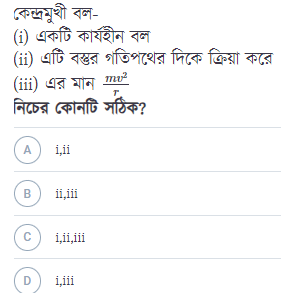 কেন্দ্রমুখী বল-
(i) একটি কার্যহীন বল
(ii) এটি বস্তুর গতিপথের দিকে ক্রিয়া করে
(iii) এর মান mv²/r
নিচের কোনটি সঠিক?
A i,ii
B ii,iii
C i,ii,iii
D i,iii